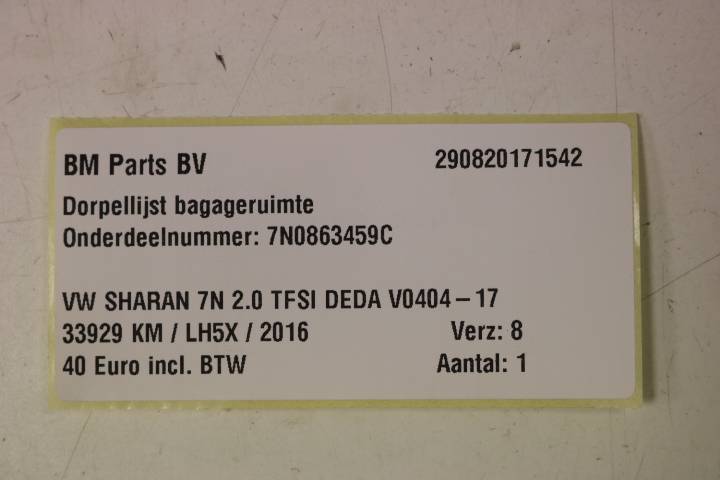 BM Parts BV 290820171542
Dorpellijst bagageruimte
Onderdeelnummer: 7N0863459C
VW SHARAN 7N 2.0 TFSI DEDA V0404-17
33929 KM / LH5X / 2016 Verz: 8
40 Euro incl. BTW Aantal: 1